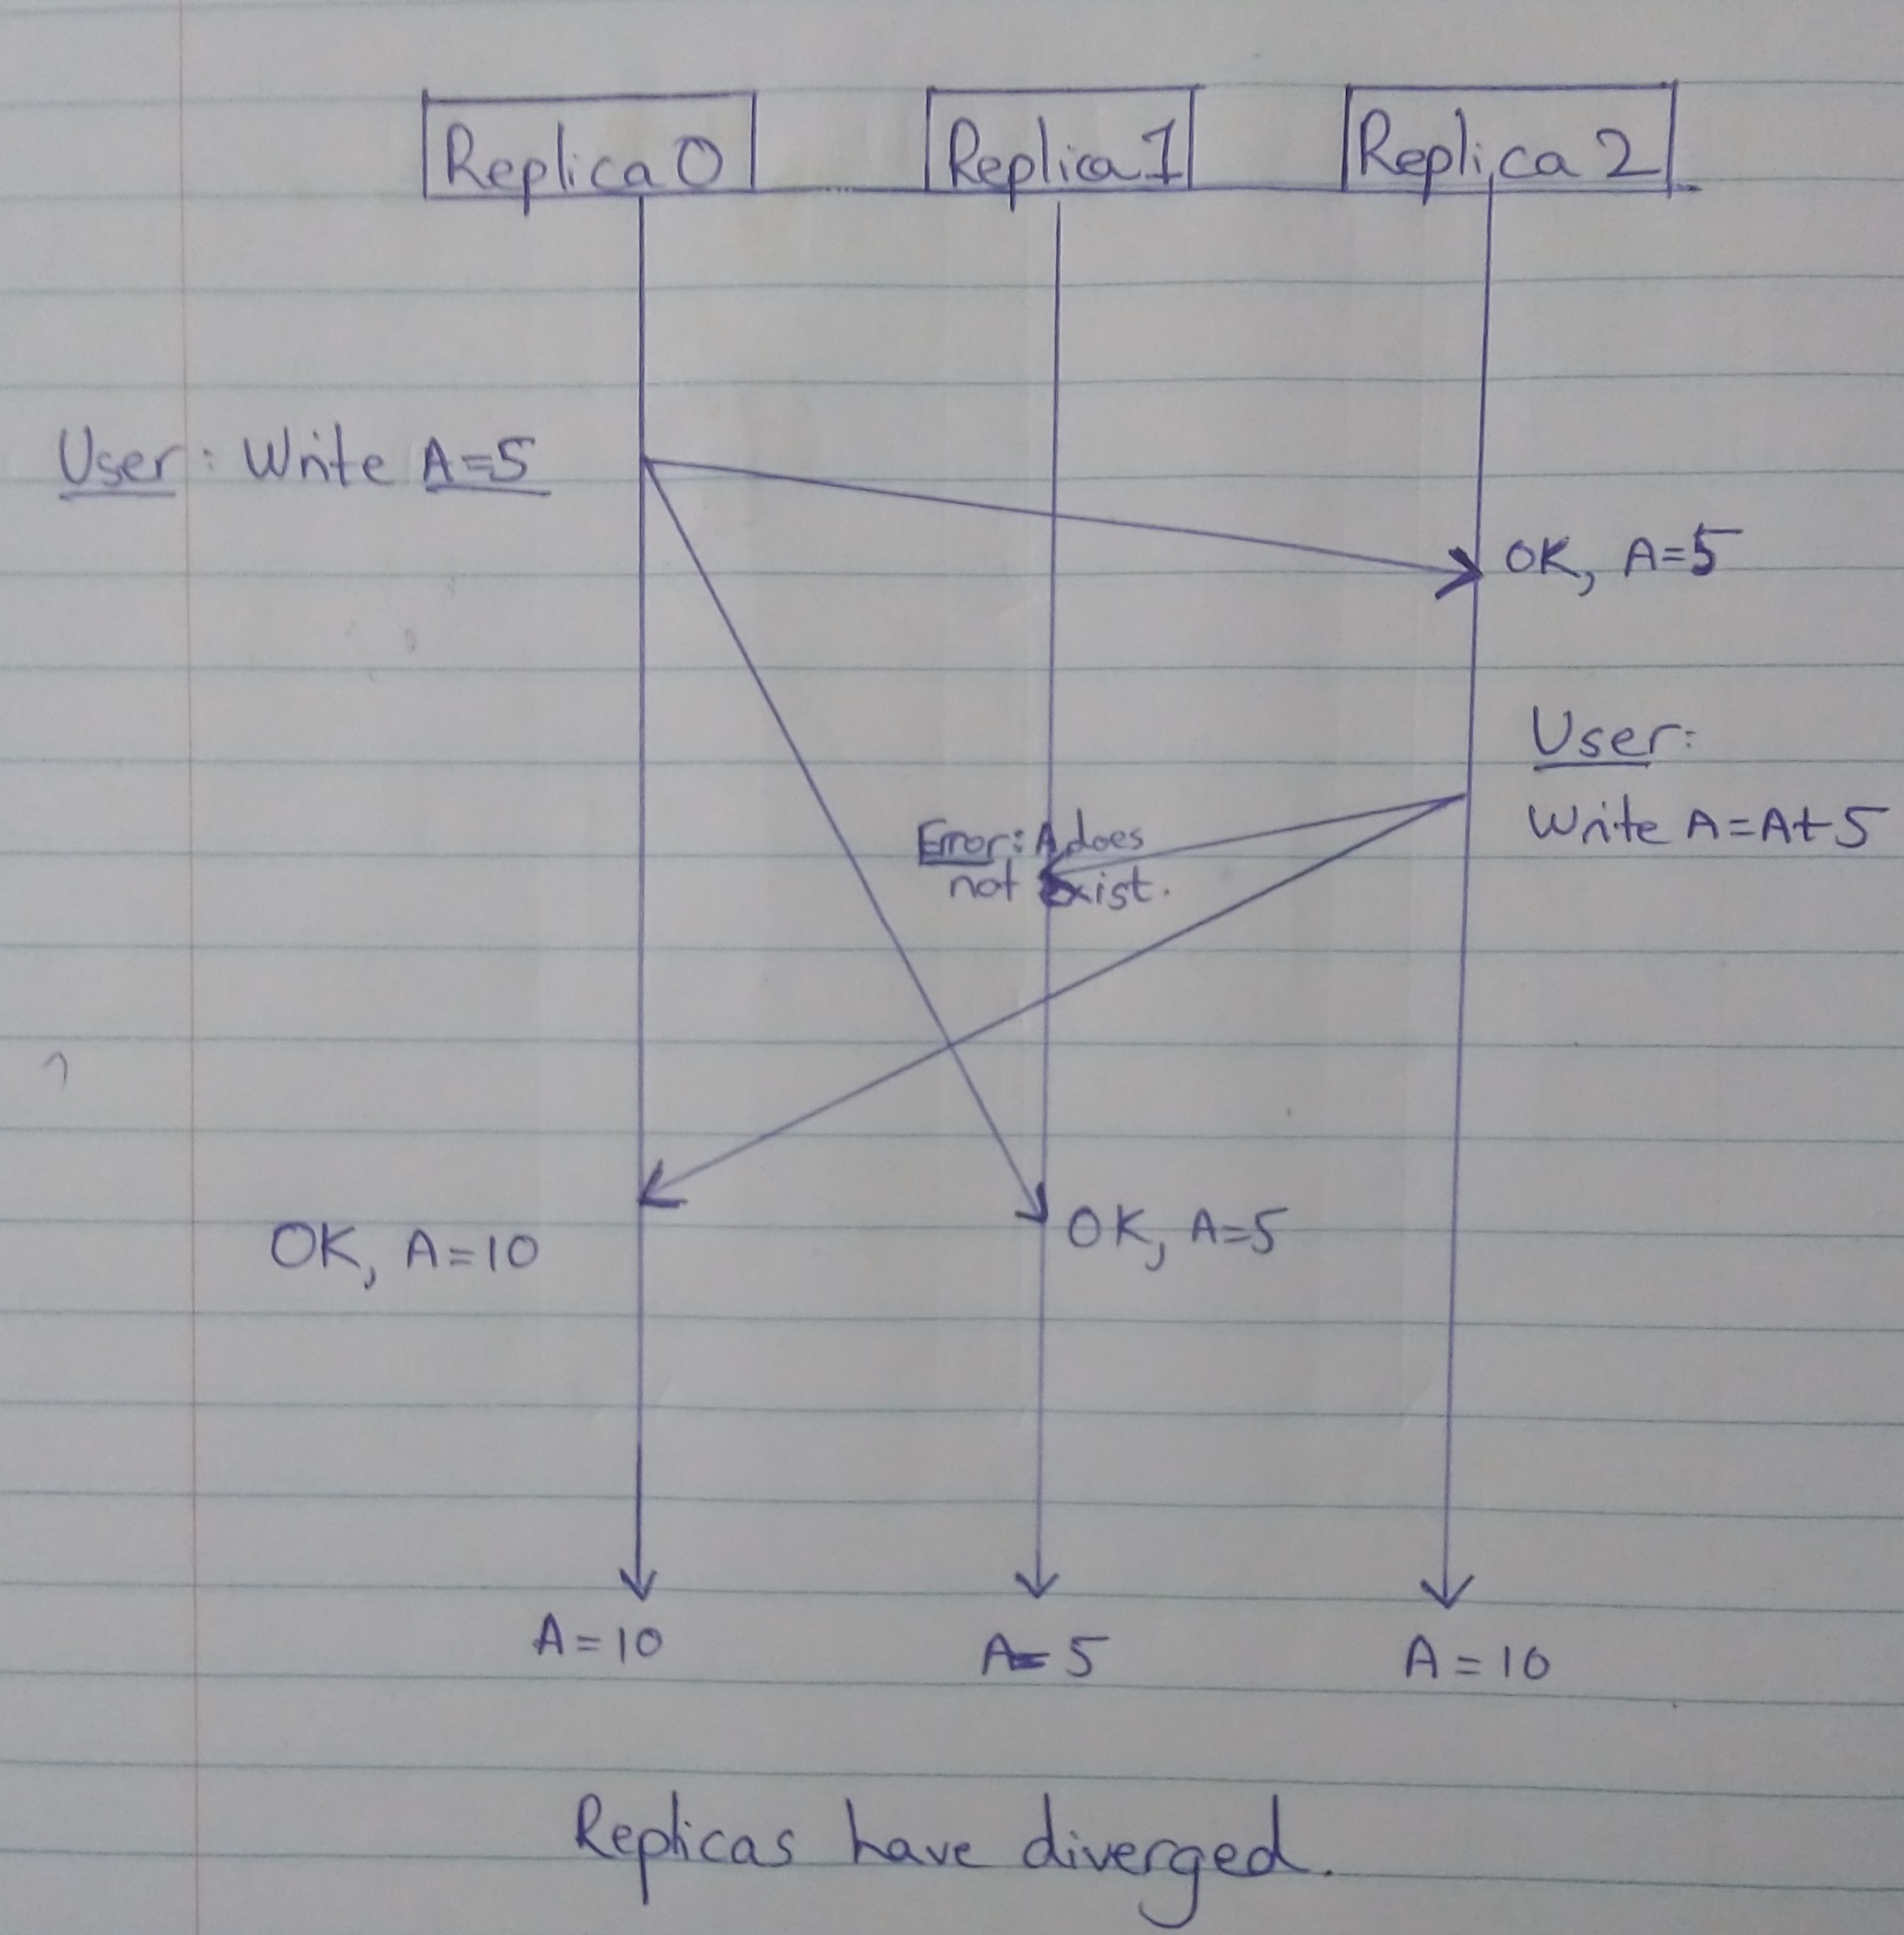 Replica 0
Replica 1
Replica 2
User: Write A=5
OK, A=5
User:
Write A=A+5
Error: A does
not exist.
OK, A=10
OK, A=5
A=10
A=5
A=10
Replicas have diverged.